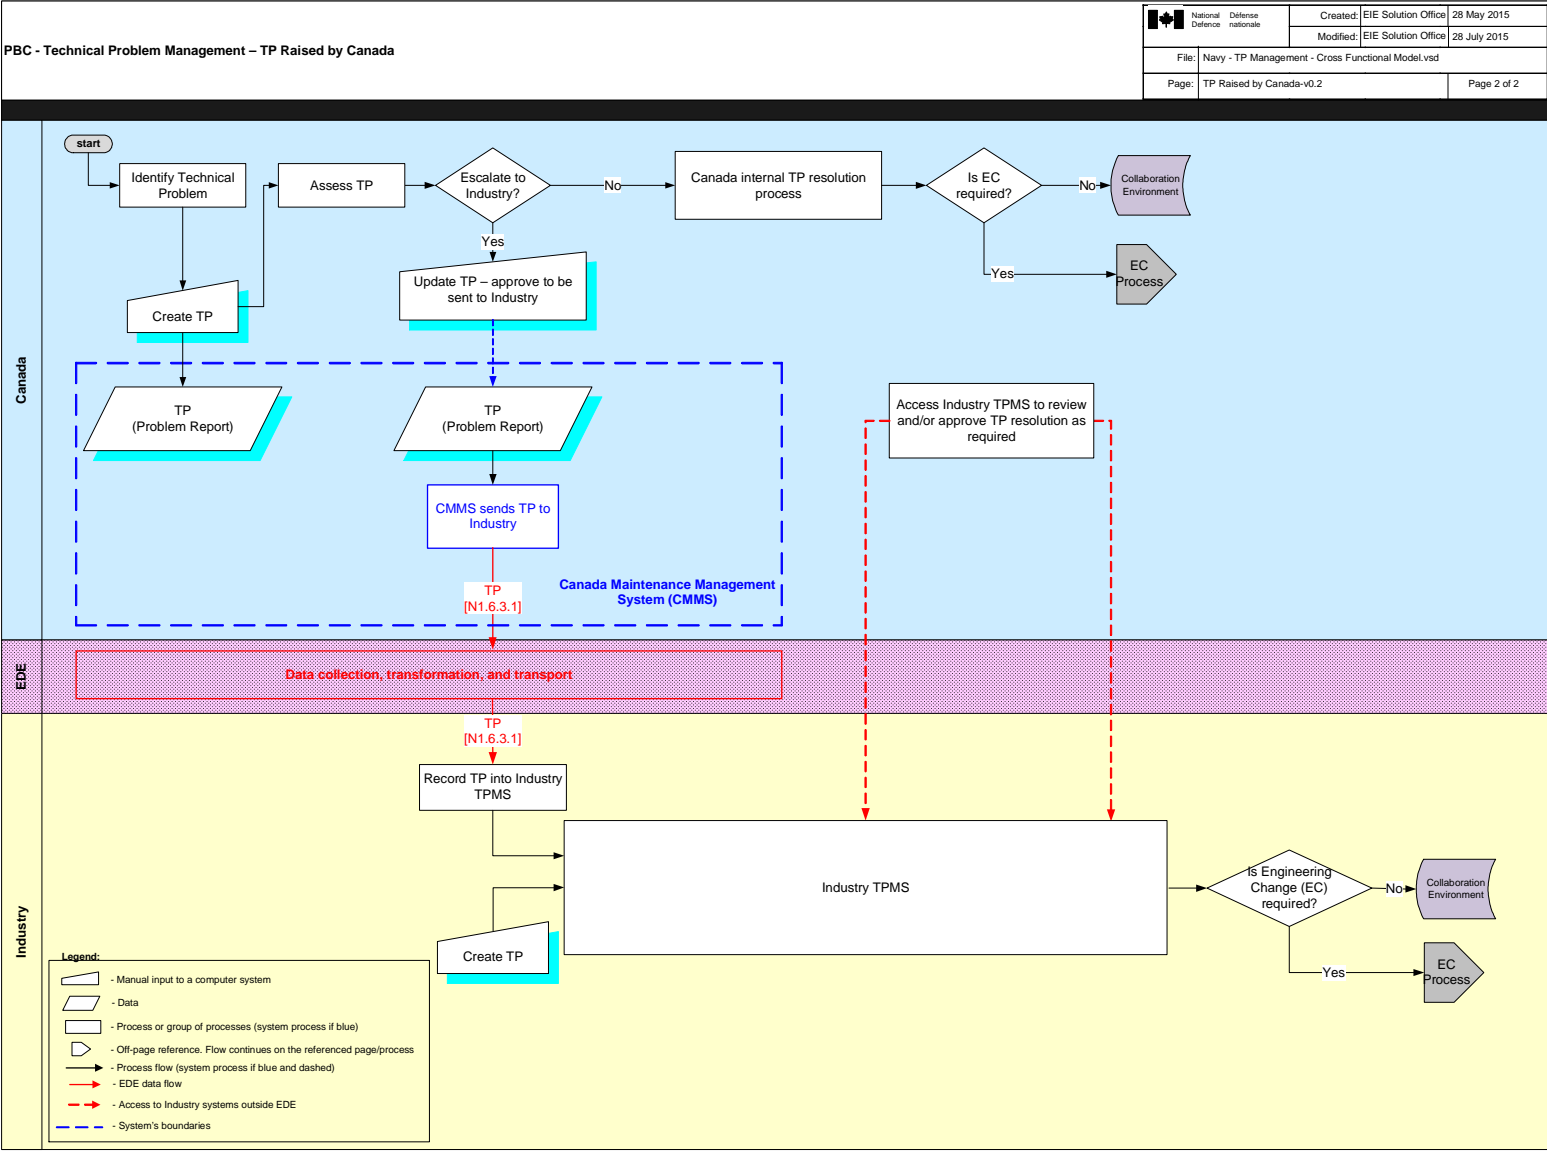 PBC - Technical Problem Management – TP Raised by Canada
National Défense
Defence nationale
Created: EIE Solution Office 28 May 2015
Modified: EIE Solution Office 28 July 2015
File: Navy - TP Management - Cross Functional Model.vsd
Page: TP Raised by Canada-v0.2 Page 2 of 2
Canada
start
Identify Technical
Problem
Assess TP
Escalate to
Industry?
No
Canada internal TP resolution
process
Is EC
required?
No
Collaboration
Environment
Yes
Yes
EC
Process
Create TP
Update TP – approve to be
sent to Industry
TP
(Problem Report)
TP
(Problem Report)
Access Industry TPMS to review
and/or approve TP resolution as
required
CMMS sends TP to
Industry
TP
[N1.6.3.1]
Canada Maintenance Management
System (CMMS)
EDE
Data collection, transformation, and transport
Industry
TP
[N1.6.3.1]
Record TP into Industry
TPMS
Industry TPMS
Create TP
Is Engineering
Change (EC)
required?
No
Collaboration
Environment
Yes
EC
Process
Legend:
- Manual input to a computer system
- Data
- Process or group of processes (system process if blue)
- Off-page reference. Flow continues on the referenced page/process
- Process flow (system process if blue and dashed)
- EDE data flow
- Access to Industry systems outside EDE
- System's boundaries